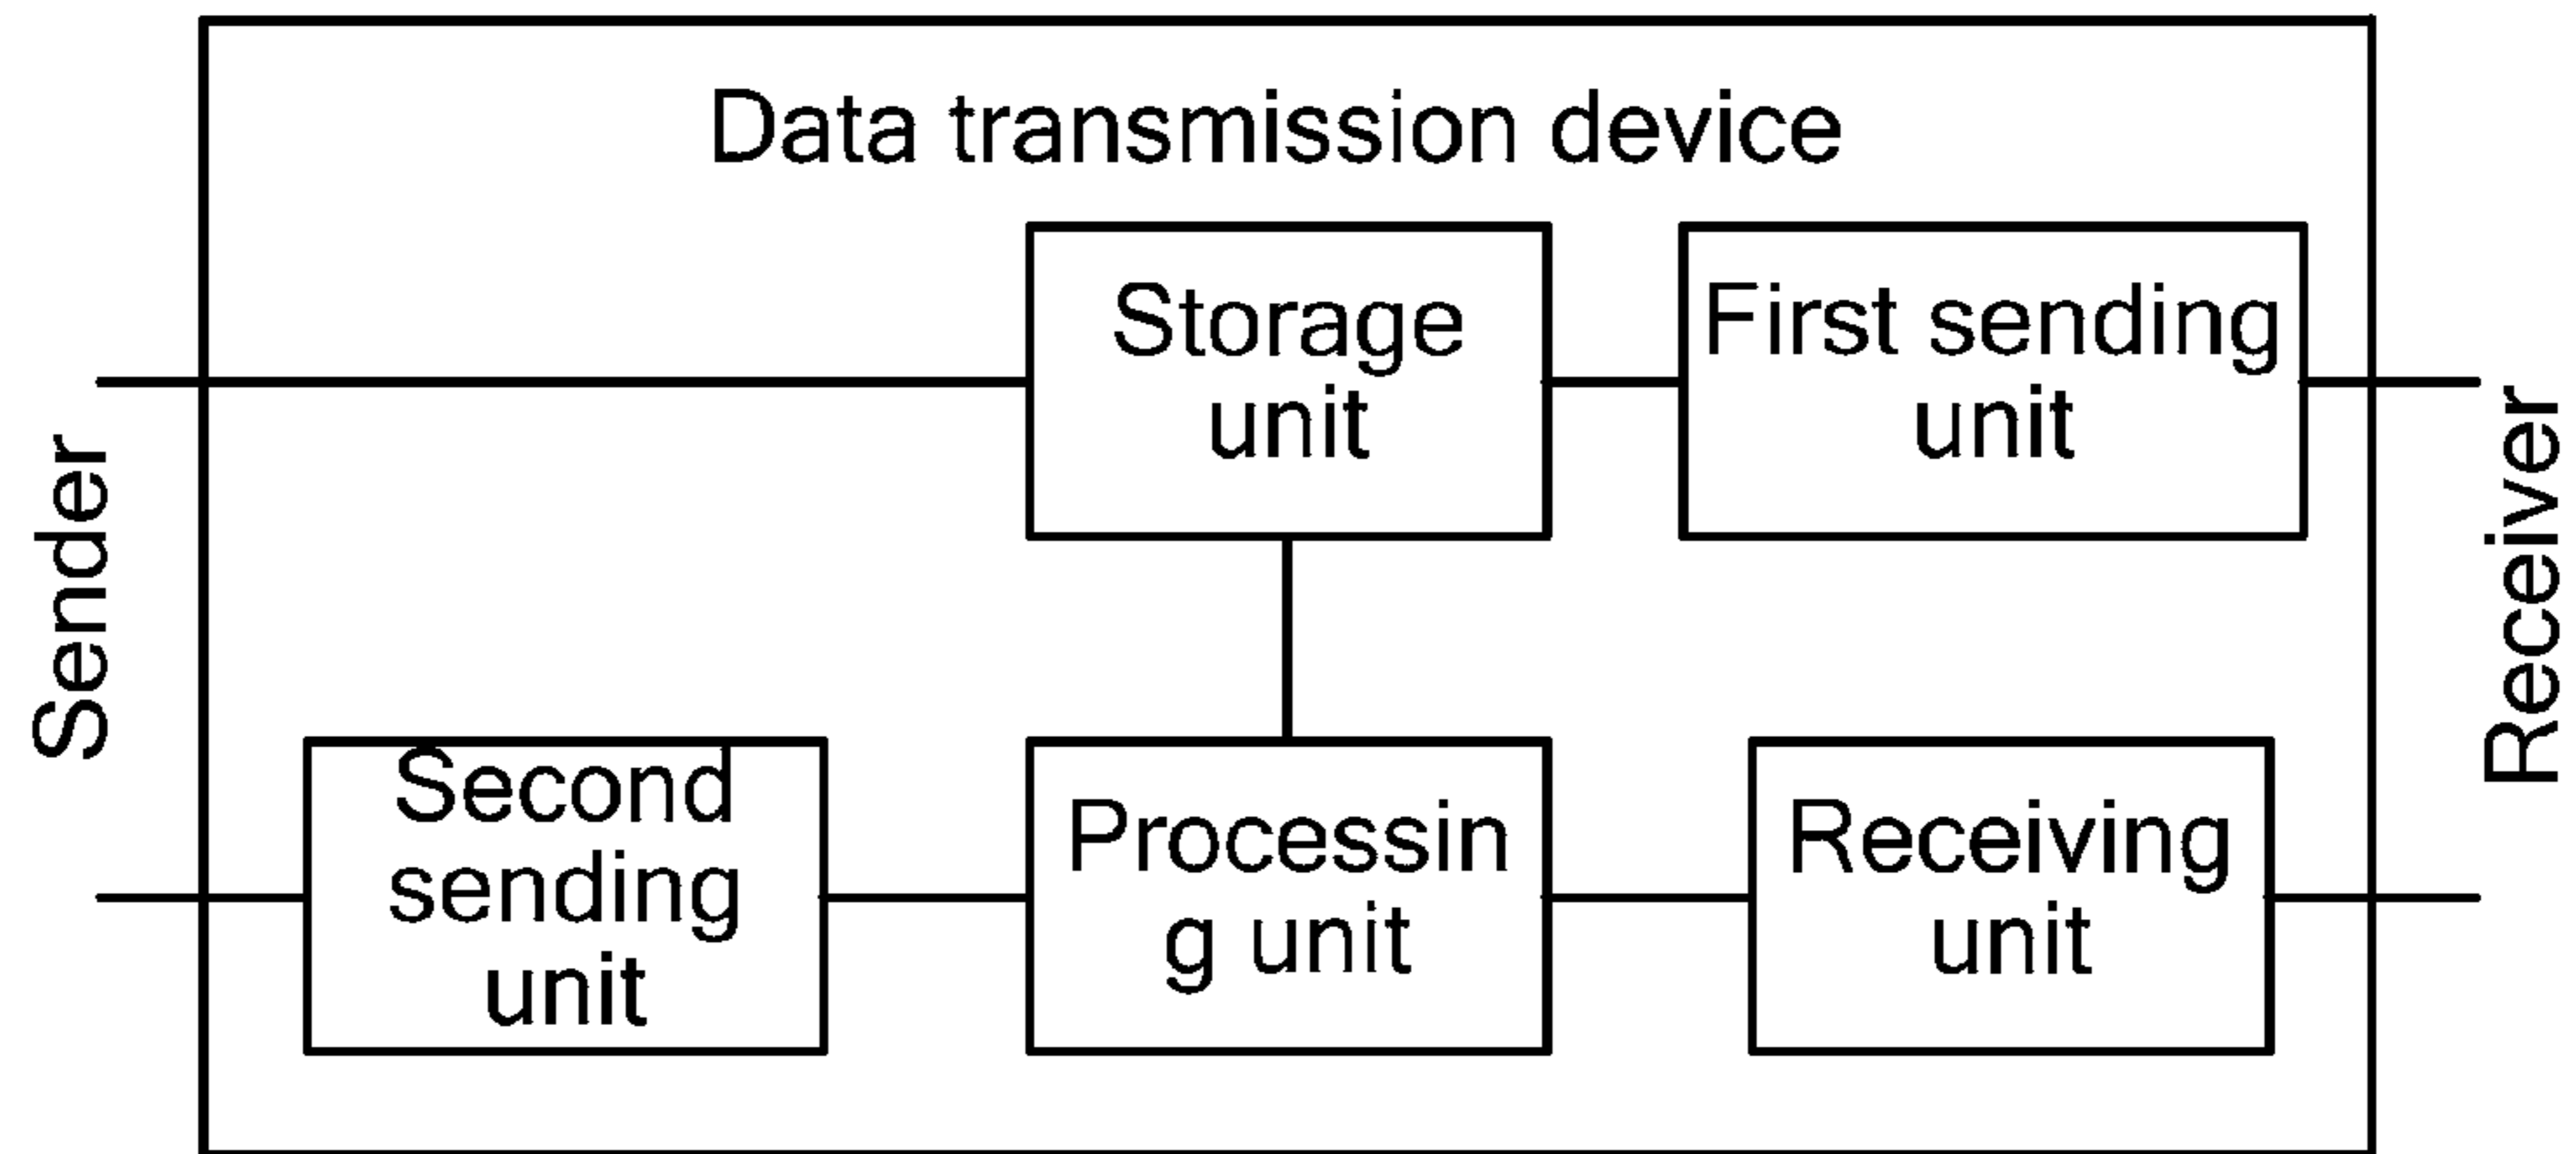 Data transmission device
Storage
unit
First sending
unit
Sender
Receiver
Second
sending
unit
Processin
g unit
Receiving
unit